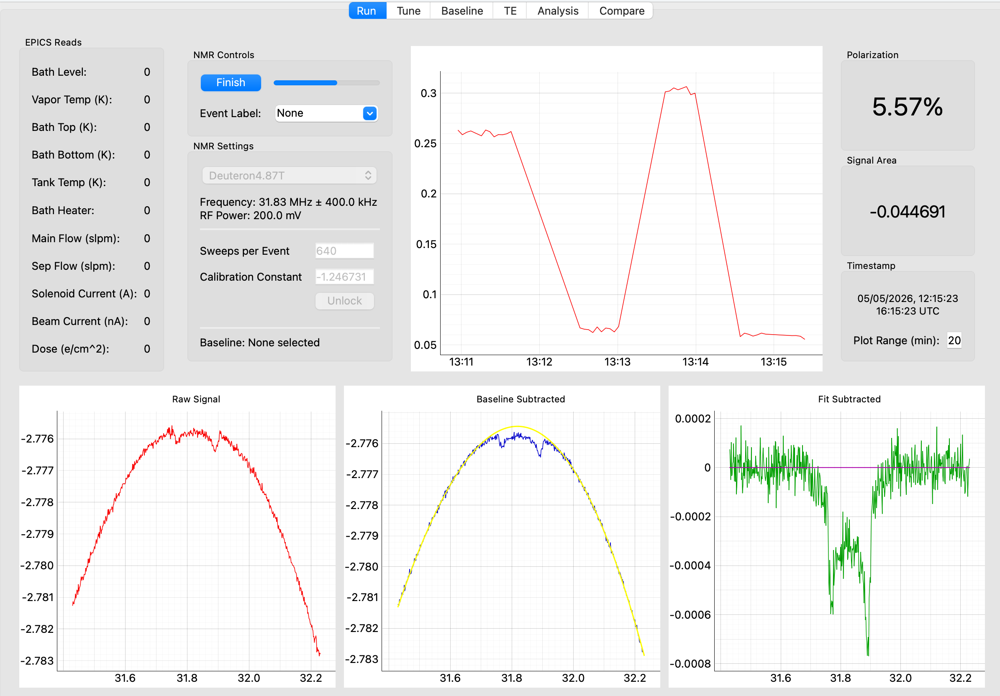 Run Tune Baseline TE Analysis Compare
EPICS Reads
Bath Level: 0
Vapor Temp (K): 0
Bath Top (K): 0
Bath Bottom (K): 0
Tank Temp (K): 0
Bath Heater: 0
Main Flow (slpm): 0
Sep Flow (slpm): 0
Solenoid Current (A): 0
Beam Current (nA): 0
Dose (e/cm^2): 0
NMR Controls
Finish
Event Label: None
NMR Settings
Deuteron4.87T
Frequency: 31.83 MHz ± 400.0 kHz
RF Power: 200.0 mV
Sweeps per Event 640
Calibration Constant -1.246731
Unlock
Baseline: None selected
0.3
0.25
0.2
0.15
0.1
0.05
13:11 13:12 13:13 13:14 13:15
Polarization
5.57%
Signal Area
-0.044691
Timestamp
05/05/2026, 12:15:23
16:15:23 UTC
Plot Range (min): 20
Raw Signal
-2.776
-2.777
-2.778
-2.779
-2.780
-2.781
-2.782
-2.783
31.6 31.8 32.0 32.2
Baseline Subtracted
-2.776
-2.777
-2.778
-2.779
-2.780
-2.781
-2.782
-2.783
31.6 31.8 32.0 32.2
Fit Subtracted
0.0002
0
-0.0002
-0.0004
-0.0006
-0.0008
31.6 31.8 32.0 32.2